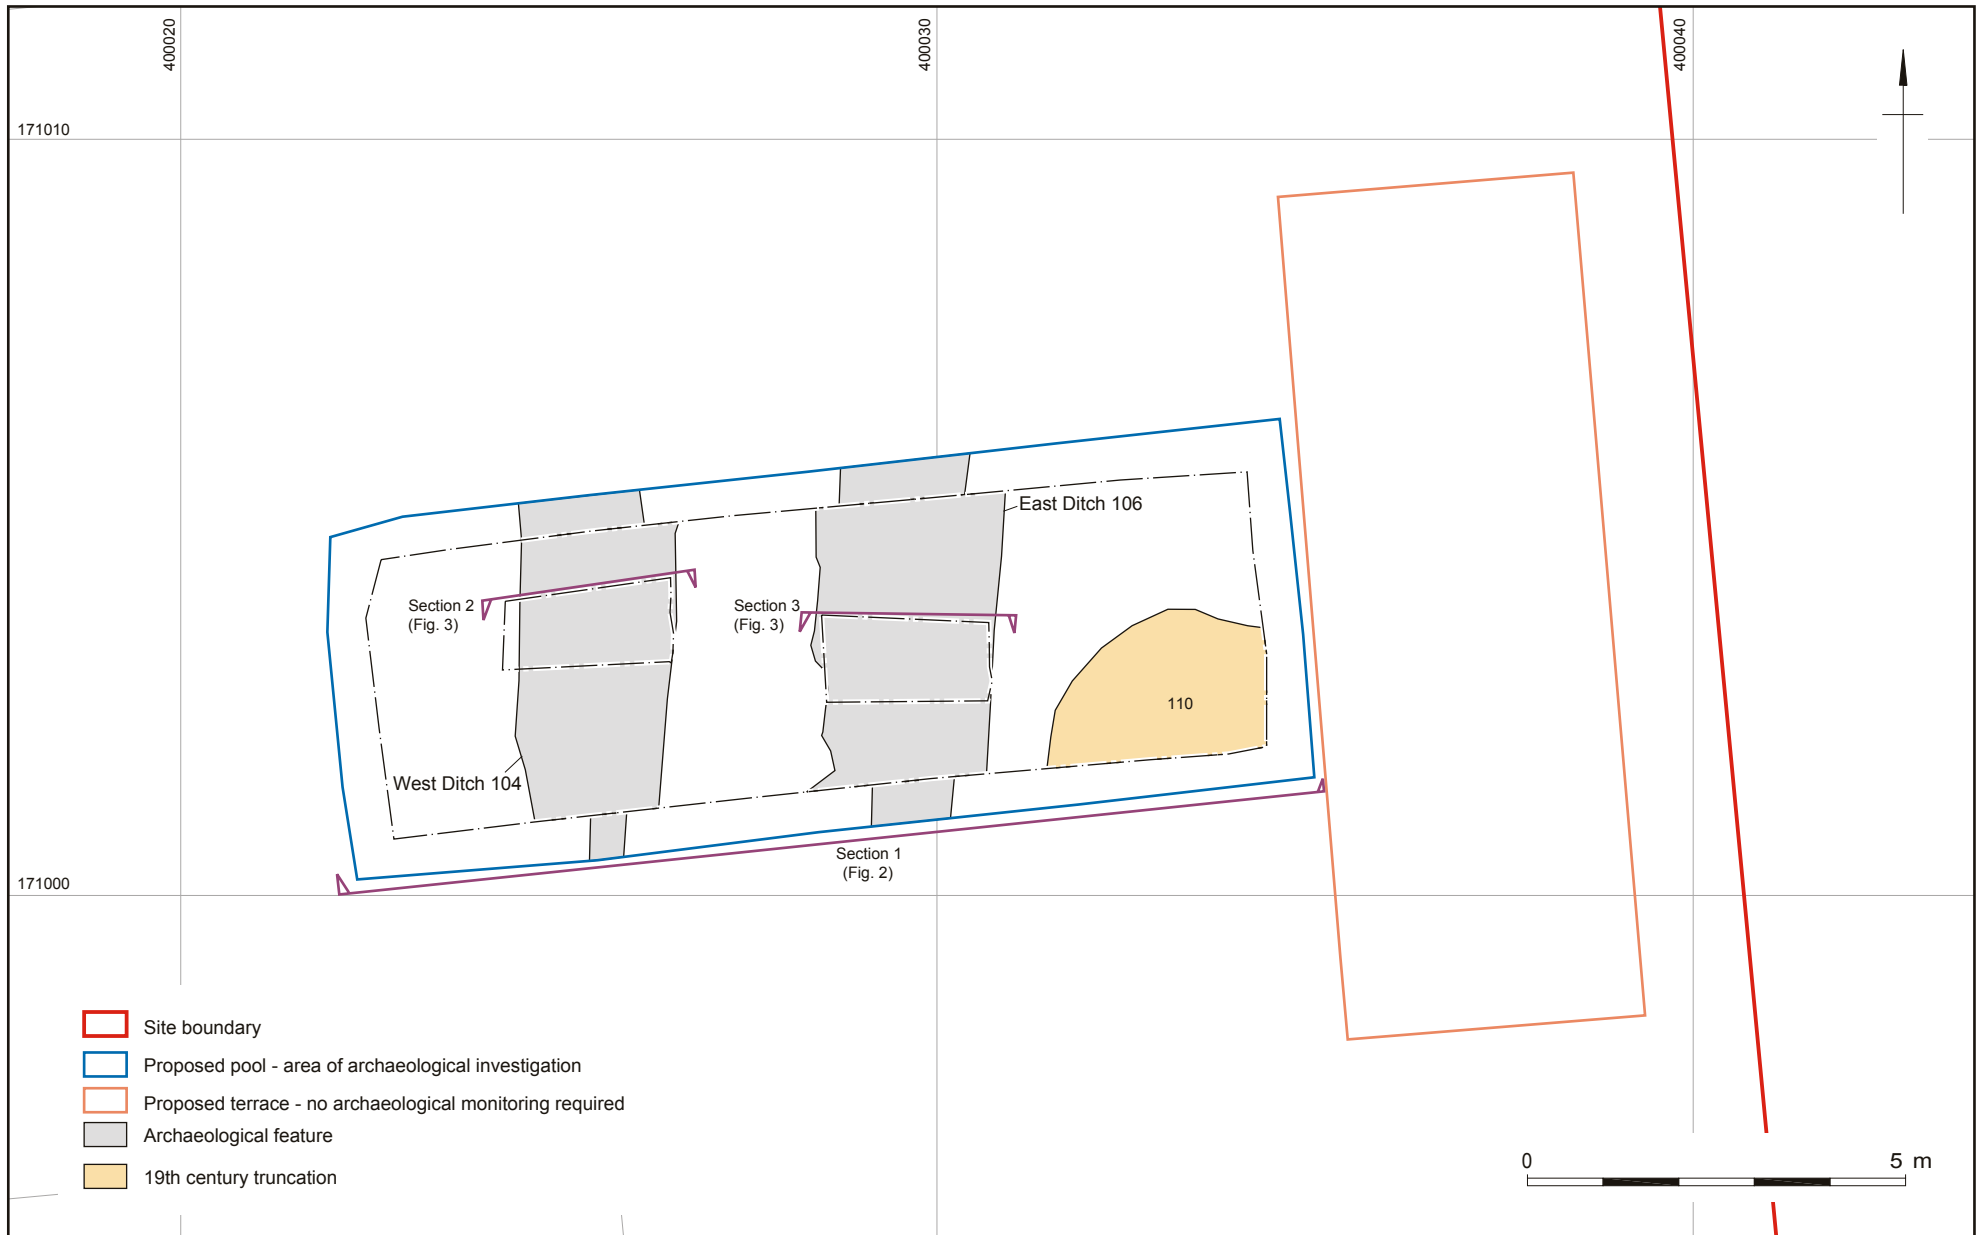 400020
400030
400040
171010
East Ditch 106
Section 2
(Fig. 3)
Section 3
(Fig. 3)
110
West Ditch 104
Section 1
(Fig. 2)
171000
Site boundary
Proposed pool - area of archaeological investigation
Proposed terrace - no archaeological monitoring required
Archaeological feature
19th century truncation
0 5 m